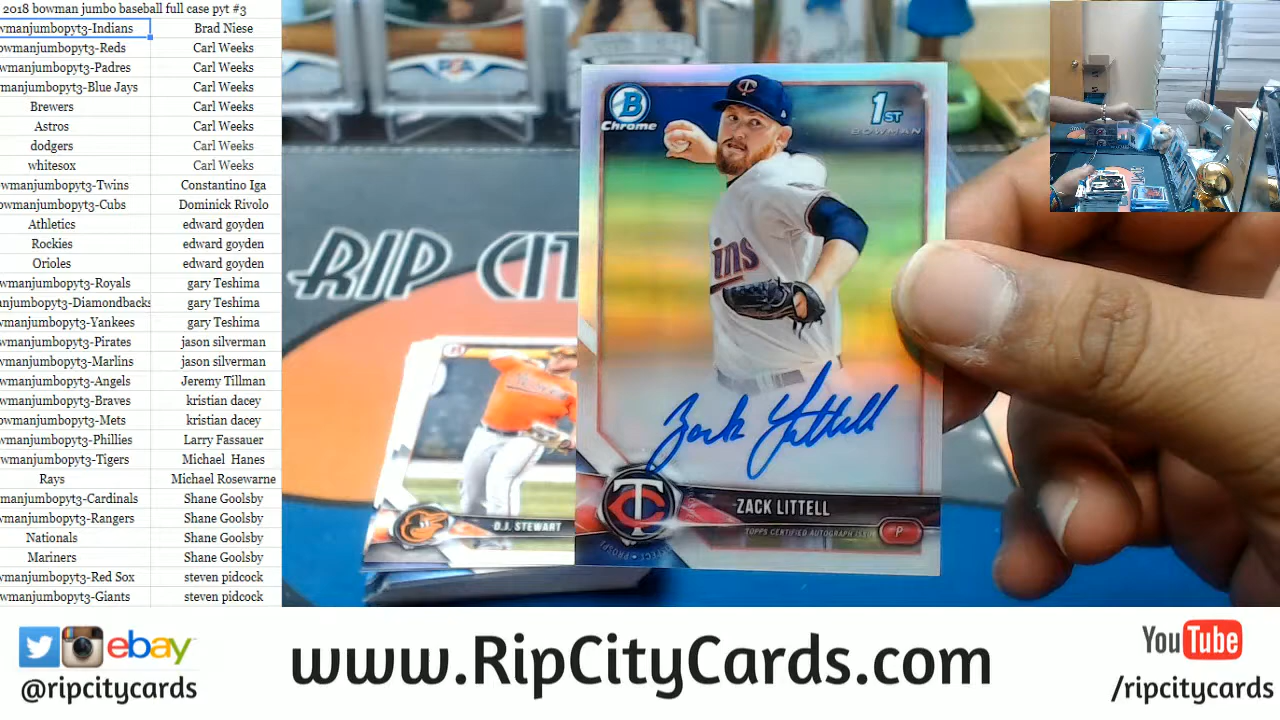 2018 bowman jumbo baseball full case pyt #3
wmanjumbopyt3-Indians Brad Niese
owmanjumbopyt3-Reds Carl Weeks
wmanjumbopyt3-Padres Carl Weeks
manjumbopyt3-Blue Jays Carl Weeks
Brewers Carl Weeks
Astros Carl Weeks
dodgers Carl Weeks
whitesox Carl Weeks
owmanjumbopyt3-Twins Constantino Iga
owmanjumbopyt3-Cubs Dominick Rivolo
Athletics edward goyden
Rockies edward goyden
Orioles edward goyden
wmanjumbopyt3-Royals gary Teshima
anjumbopyt3-Diamondbacks gary Teshima
wmanjumbopyt3-Yankees gary Teshima
wmanjumbopyt3-Pirates jason silverman
wmanjumbopyt3-Marlins jason silverman
wmanjumbopyt3-Angels Jeremy Tillman
wmanjumbopyt3-Braves kristian dacey
owmanjumbopyt3-Mets kristian dacey
wmanjumbopyt3-Phillies Larry Fassauer
wmanjumbopyt3-Tigers Michael Hanes
Rays Michael Rosewarne
manjumbopyt3-Cardinals Shane Goolsby
wmanjumbopyt3-Rangers Shane Goolsby
Nationals Shane Goolsby
Mariners Shane Goolsby
wmanjumbopyt3-Red Sox steven pidcock
wmanjumbopyt3-Giants steven pidcock
RIP CIT
B
Chrome
1ST
BOWMAN
TC
ins
Zack Littell
TC
ZACK LITTELL
TOPPS CERTIFIED AUTOGRAPH ISSUE
P
D.J. STEWART
ebay
@ripcitycards
www.RipCityCards.com
YouTube
/ripcitycards